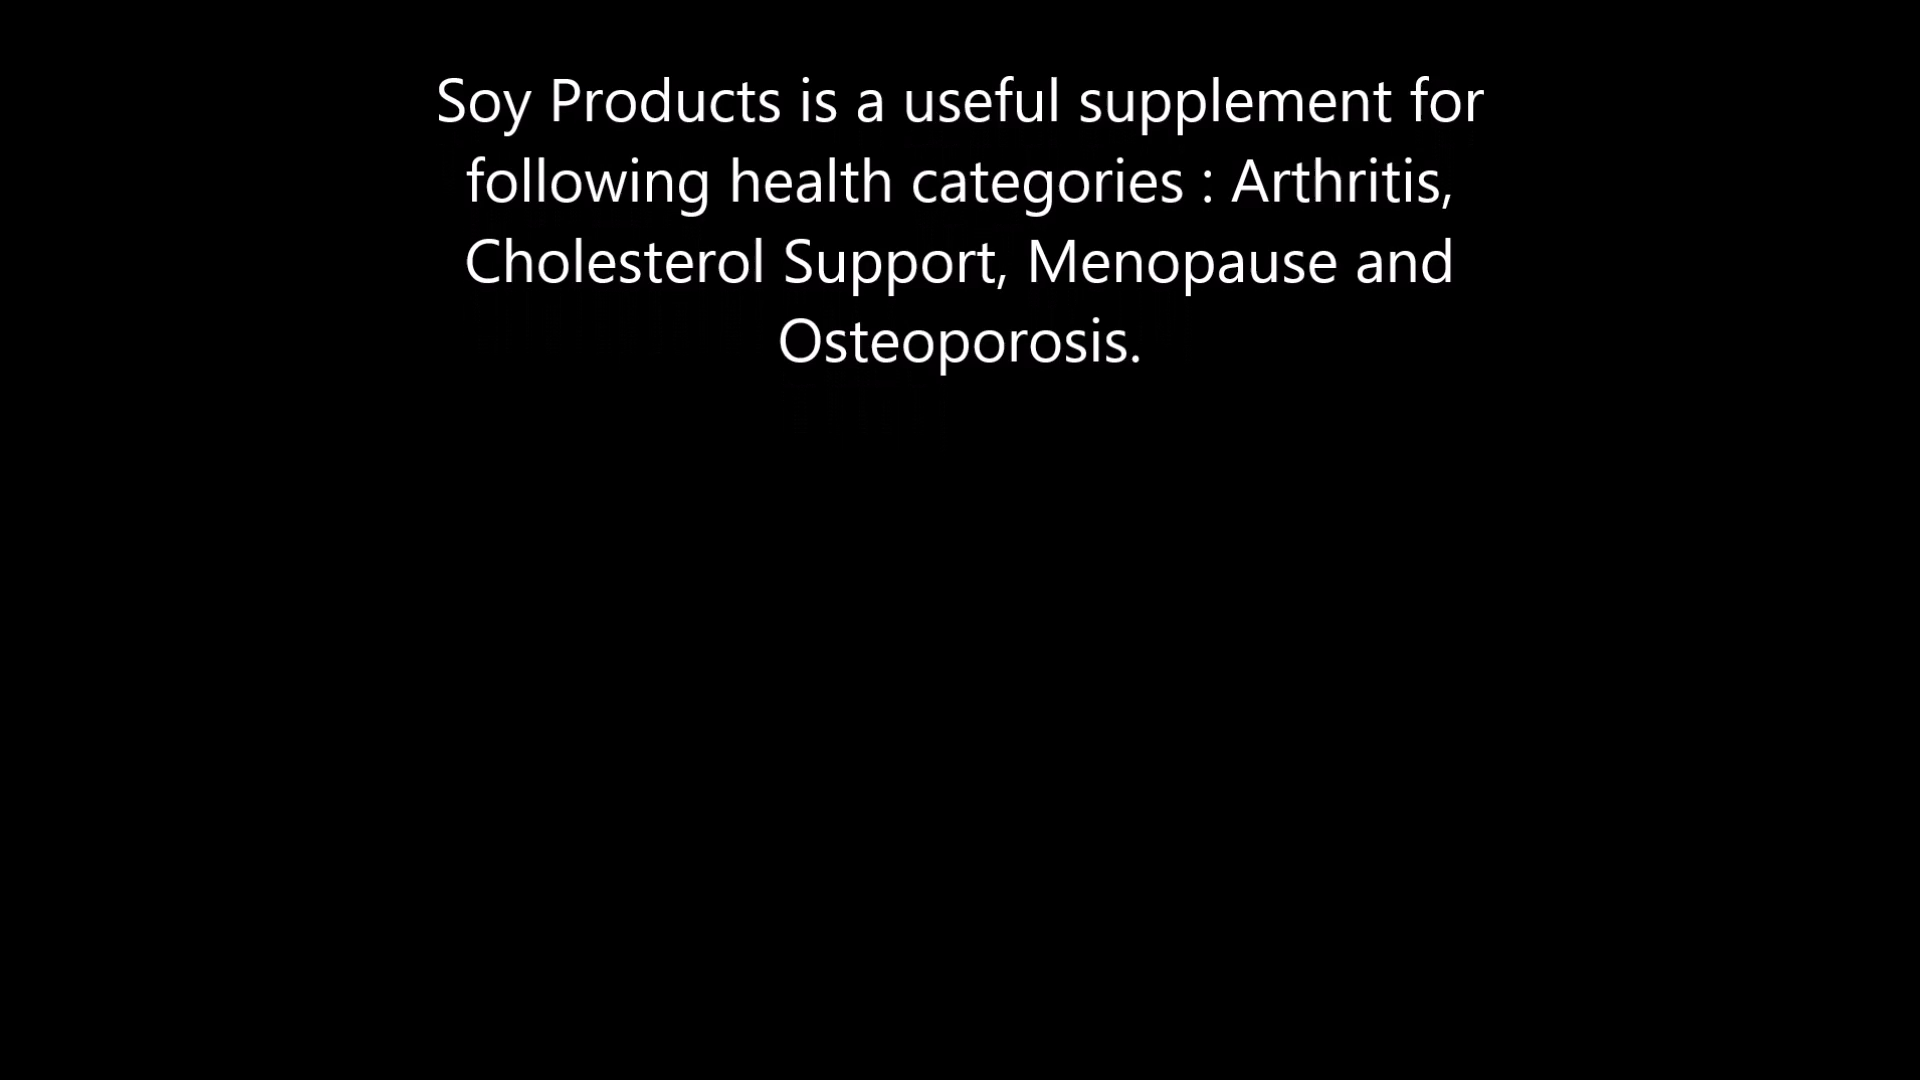 Soy Products is a useful supplement for
following health categories : Arthritis,
Cholesterol Support, Menopause and
Osteoporosis.